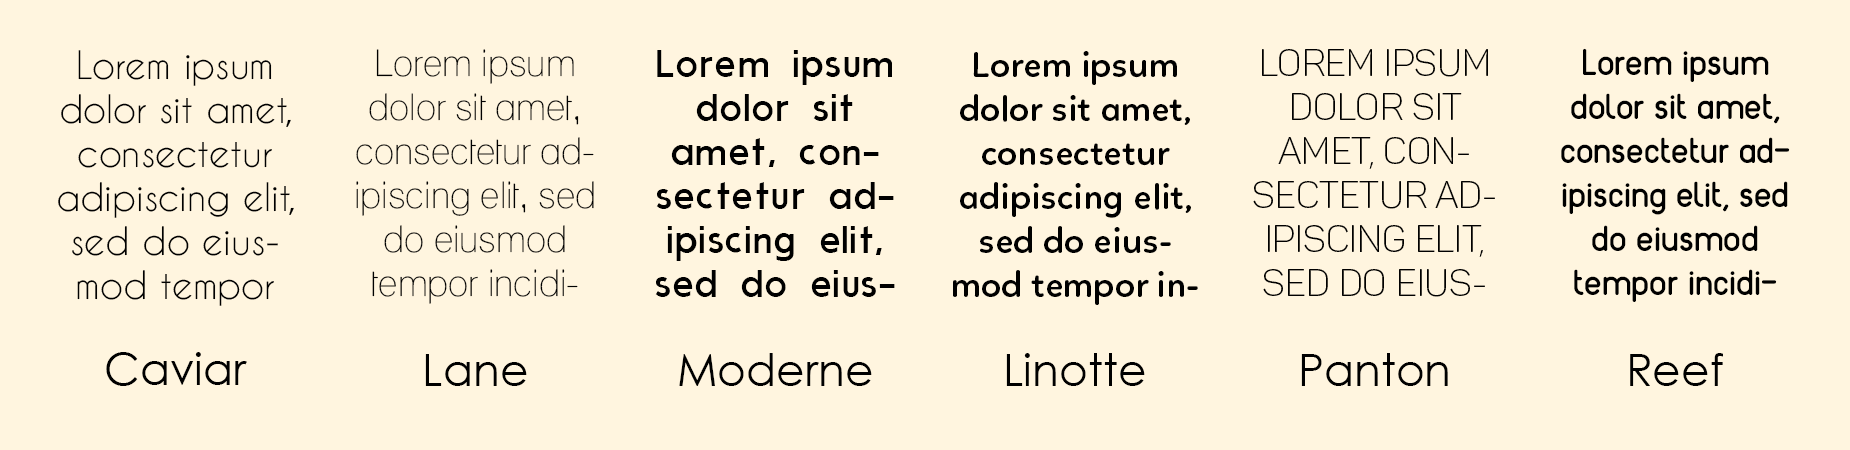 Lorem ipsum
dolor sit amet,
consectetur
adipiscing elit,
sed do eius-
mod tempor
Caviar
Lorem ipsum
dolor sit amet,
consectetur ad-
ipiscing elit, sed
do eiusmod
tempor incidi-
Lane
Lorem ipsum
dolor sit
amet, con-
sectetur ad-
ipiscing elit,
sed do eius-
Moderne
Lorem ipsum
dolor sit amet,
consectetur
adipiscing elit,
sed do eius-
mod tempor in-
Linotte
LOREM IPSUM
DOLOR SIT
AMET, CON-
SECTETUR AD-
IPISCING ELIT,
SED DO EIUS-
Panton
Lorem ipsum
dolor sit amet,
consectetur ad-
ipiscing elit, sed
do eiusmod
tempor incidi-
Reef